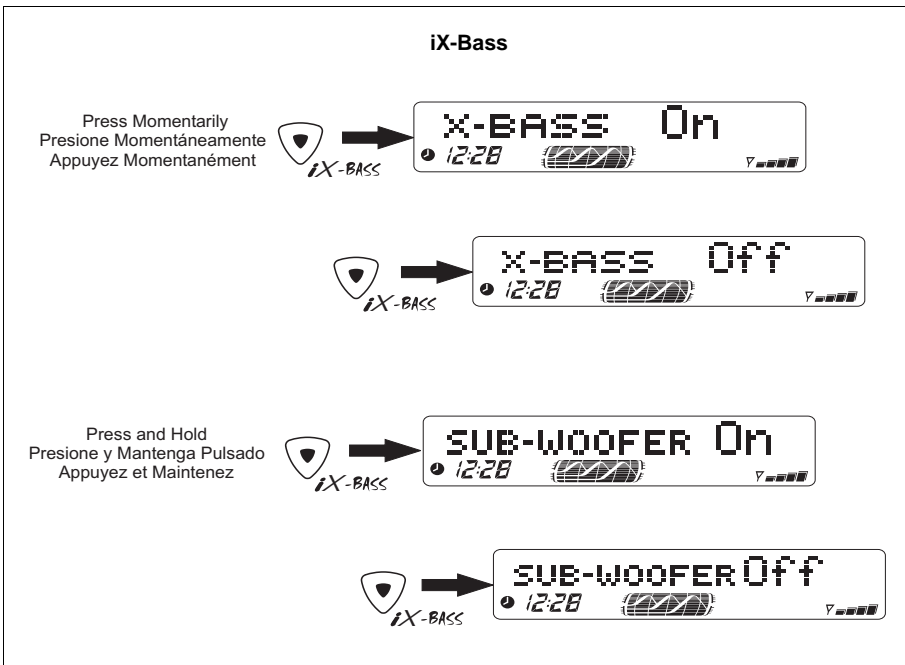 iX-Bass
Press Momentarily
Presione Momentáneamente
Appuyez Momentanément
iX-BASS
X-BASS On
12:28
iX-BASS
X-BASS Off
12:28
Press and Hold
Presione y Mantenga Pulsado
Appuyez et Maintenez
iX-BASS
SUB-WOOFER On
12:28
iX-BASS
SUB-WOOFER Off
12:28